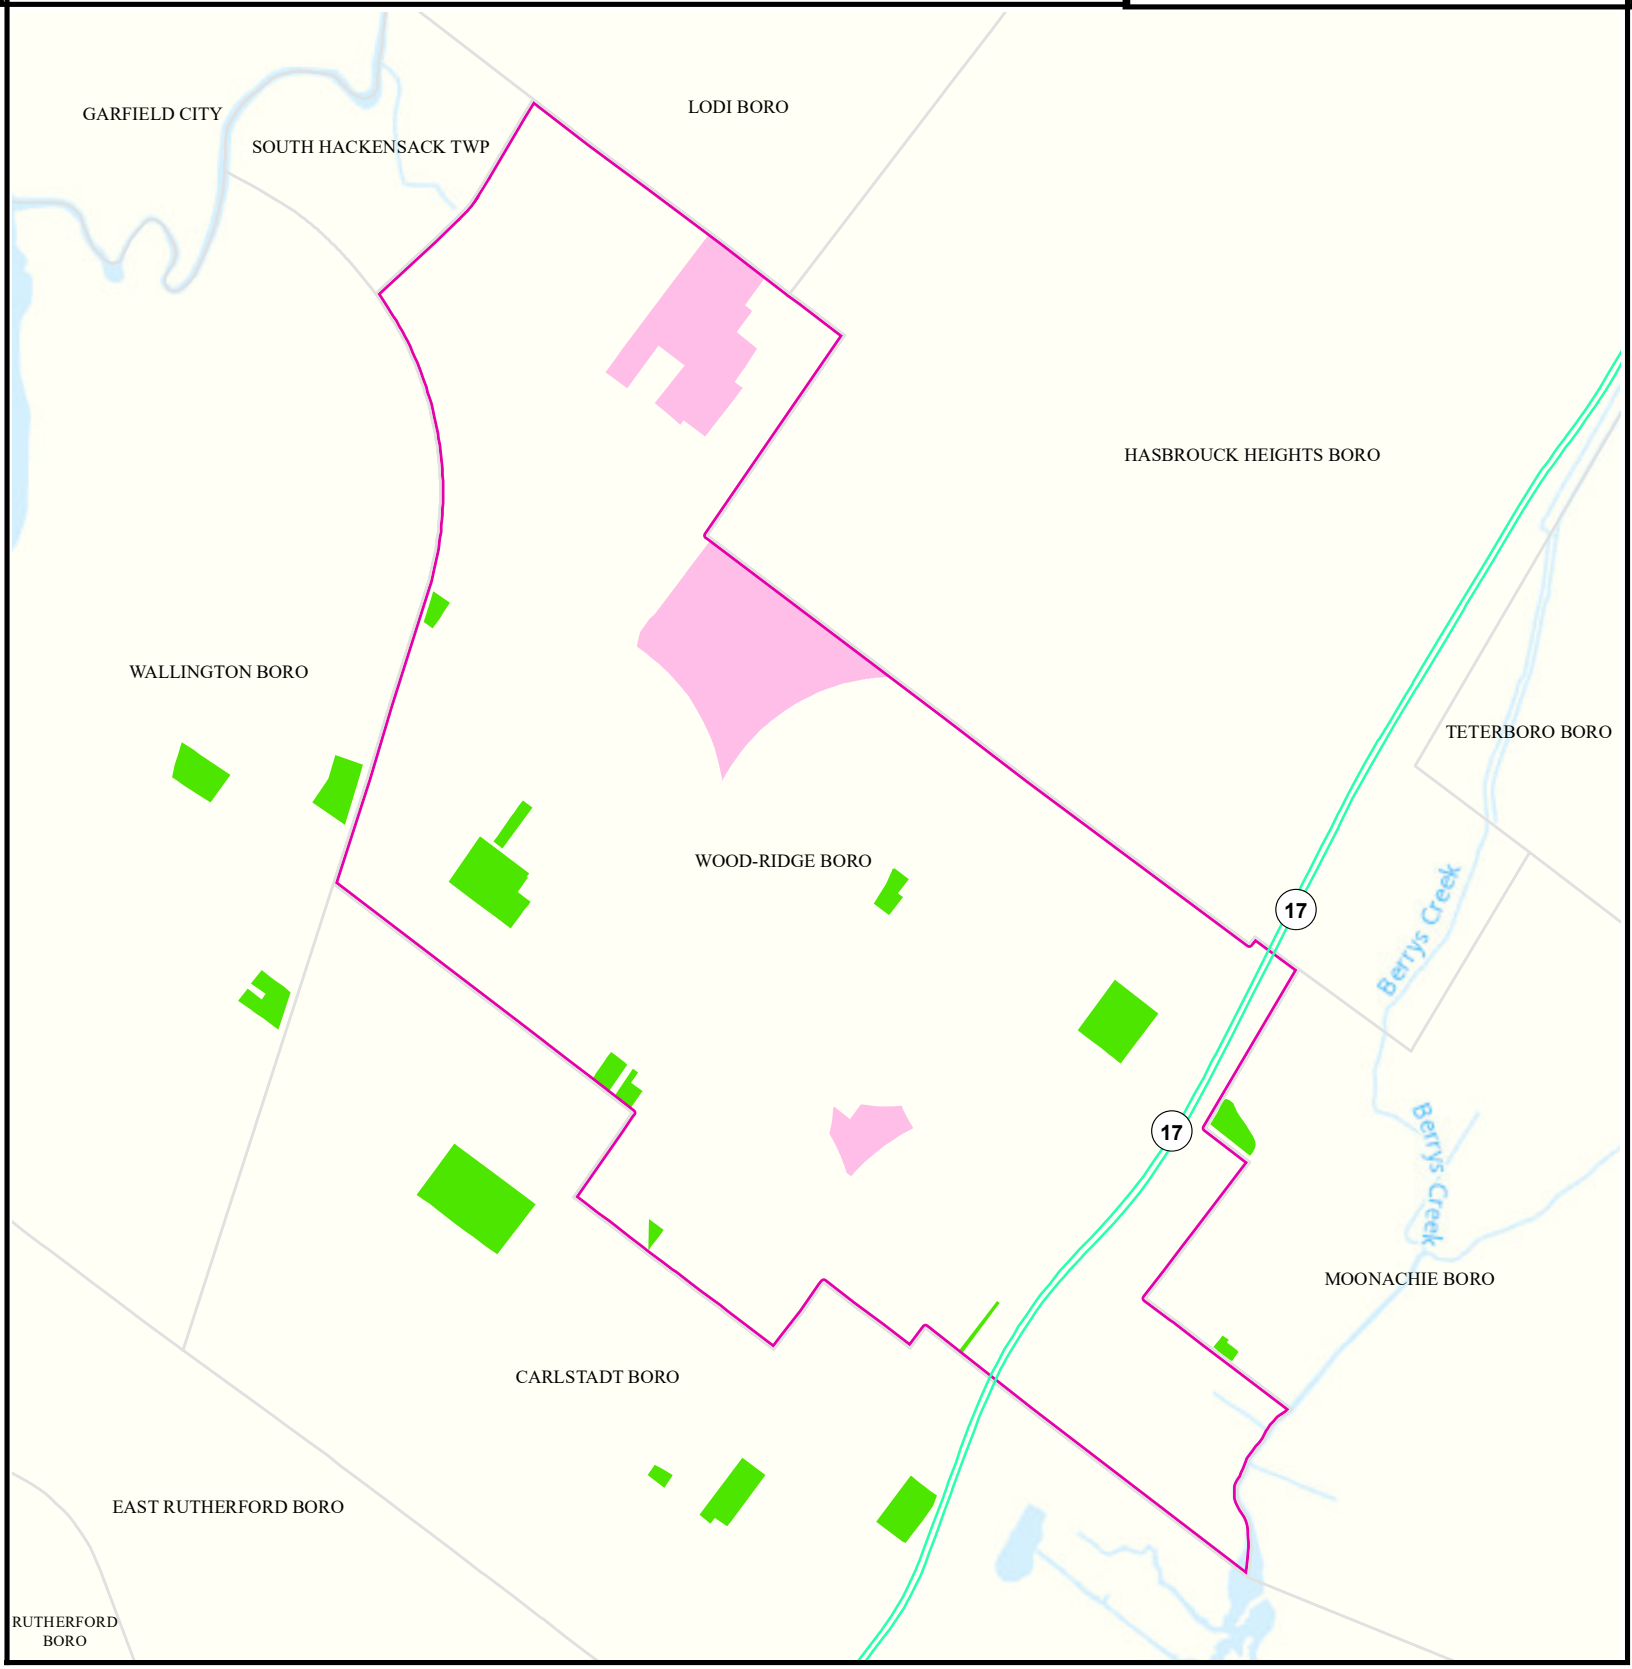 LODI BORO
GARFIELD CITY
SOUTH HACKENSACK TWP
HASBROUCK HEIGHTS BORO
WALLINGTON BORO
TETERBORO BORO
WOOD-RIDGE BORO
17
Berrys Creek
17
Berrys Creek
MOONACHIE BORO
CARLSTADT BORO
EAST RUTHERFORD BORO
RUTHERFORD
BORO